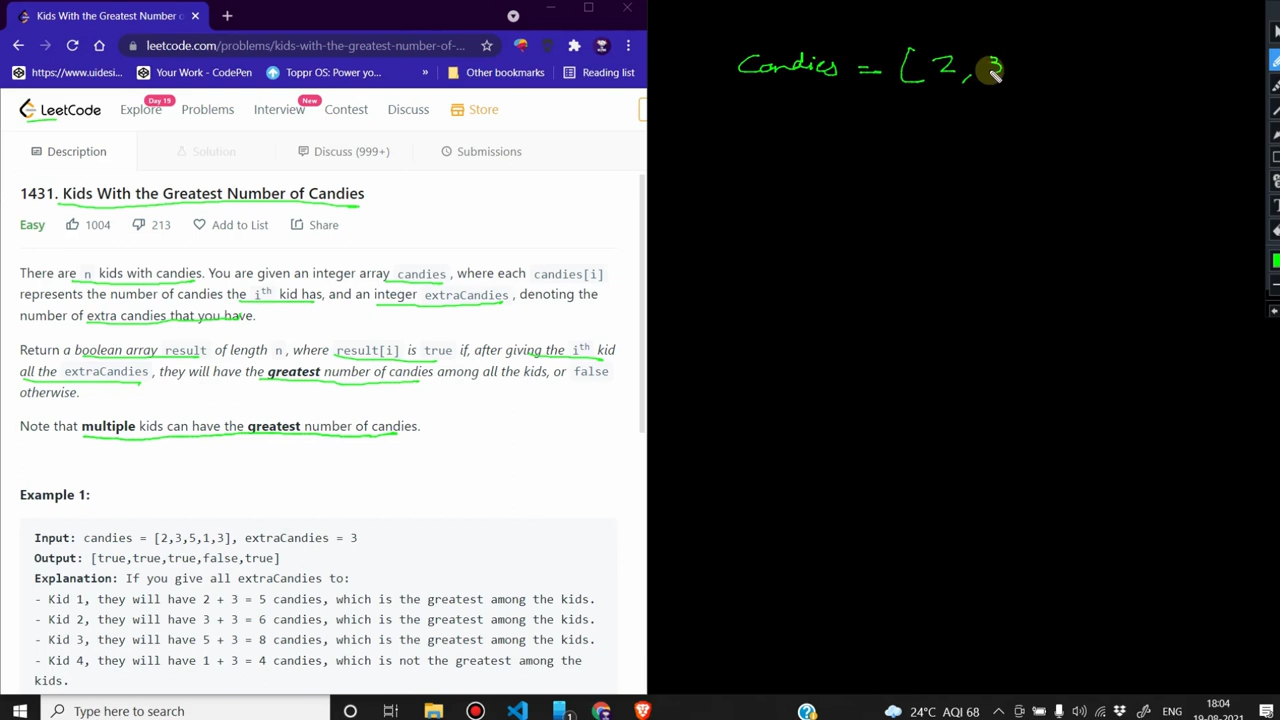 Kids With the Greatest Number o
leetcode.com/problems/kids-with-the-greatest-number-of-...
https://www.uidesi... Your Work - CodePen Toppr OS: Powerful... » Other bookmarks Reading list
LeetCode Explore Day 19 Problems Interview New Contest Discuss Store
Description Solution Discuss (999+) Submissions
1431. Kids With the Greatest Number of Candies
Easy 1004 213 Add to List Share
There are n kids with candies. You are given an integer array candies, where each candies[i]
represents the number of candies the ith kid has, and an integer extraCandies, denoting the
number of extra candies that you have.
Return a boolean array result of length n, where result[i] is true if, after giving the ith kid
all the extraCandies, they will have the greatest number of candies among all the kids, or false
otherwise.
Note that multiple kids can have the greatest number of candies.
Example 1:
Input: candies = [2,3,5,1,3], extraCandies = 3
Output: [true,true,true,false,true]
Explanation: If you give all extraCandies to:
- Kid 1, they will have 2 + 3 = 5 candies, which is the greatest among the kids.
- Kid 2, they will have 3 + 3 = 6 candies, which is the greatest among the kids.
- Kid 3, they will have 5 + 3 = 8 candies, which is the greatest among the kids.
- Kid 4, they will have 1 + 3 = 4 candies, which is not the greatest among the
kids.
Candies = [ 2, 3
Type here to search
24°C AQI 68 ENG 18:04
19-08-2021